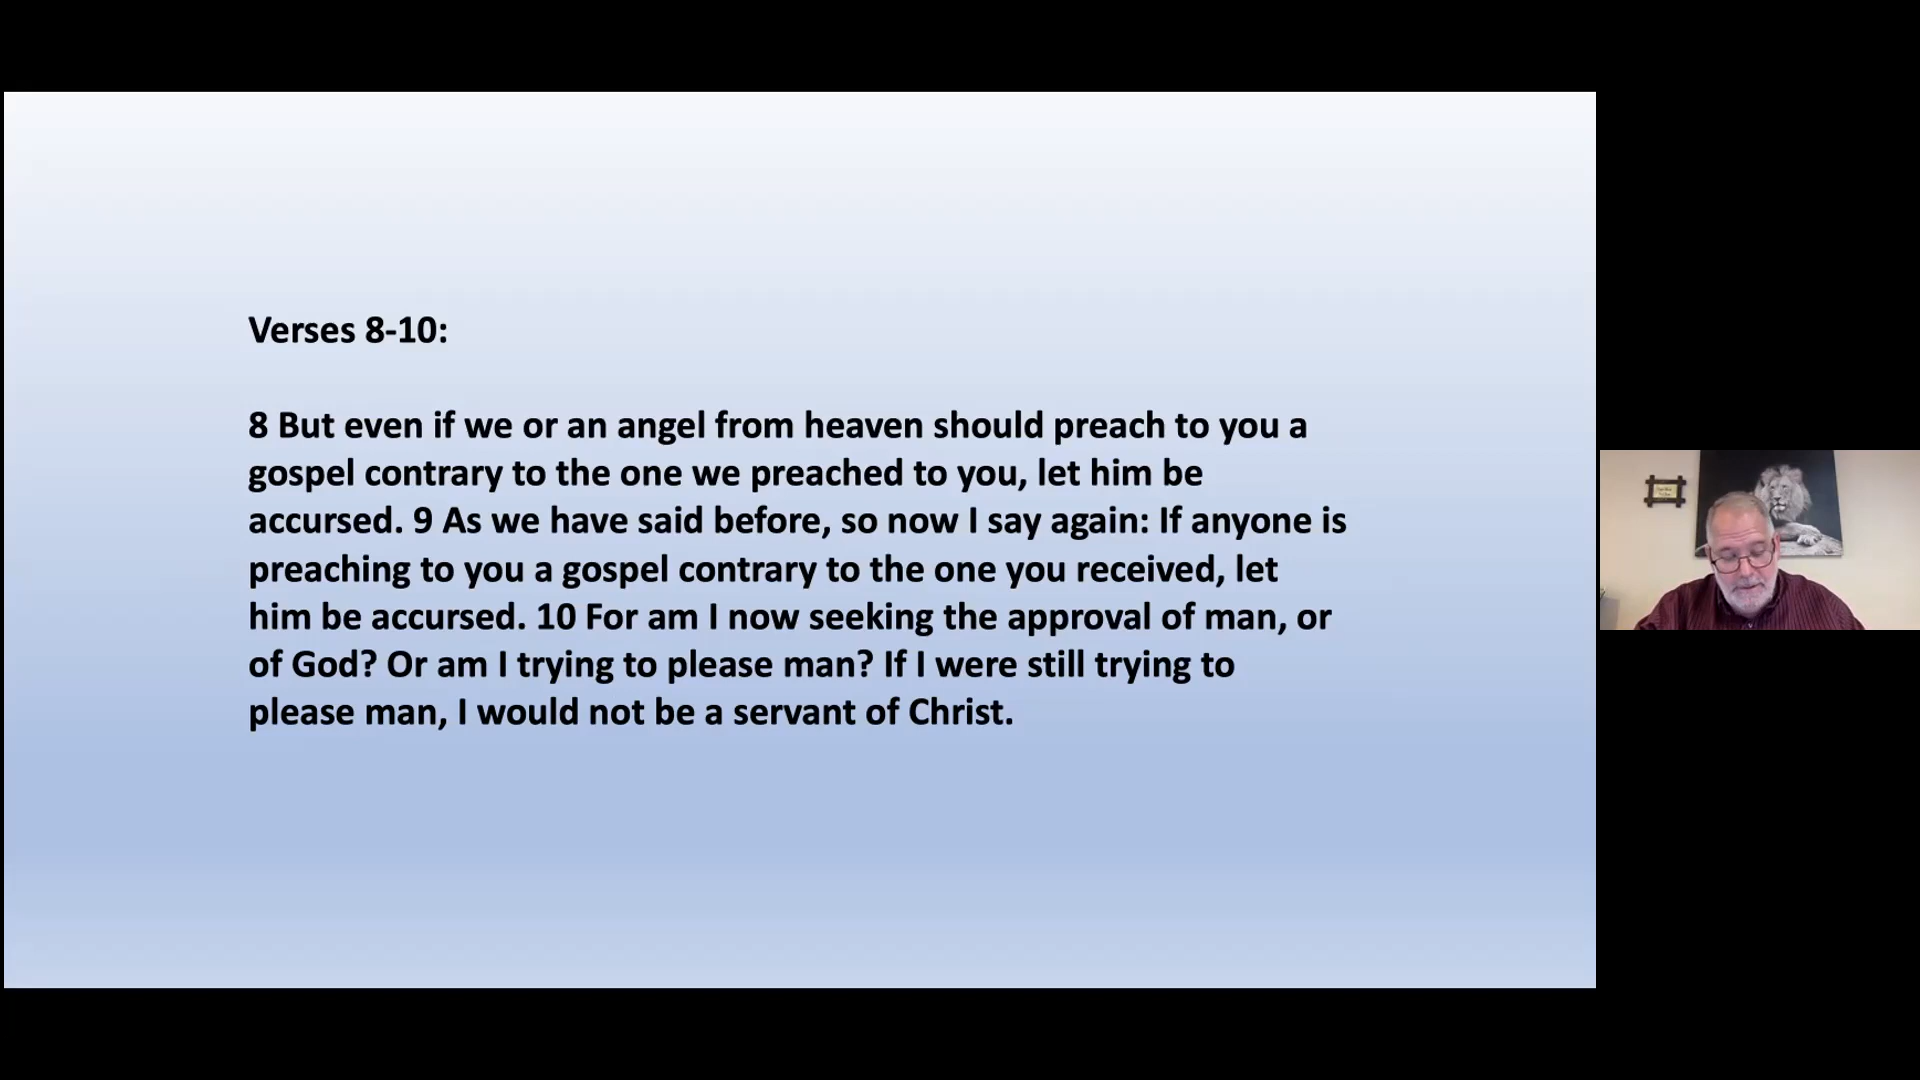 Verses 8-10:
8 But even if we or an angel from heaven should preach to you a
gospel contrary to the one we preached to you, let him be
accursed. 9 As we have said before, so now I say again: If anyone is
preaching to you a gospel contrary to the one you received, let
him be accursed. 10 For am I now seeking the approval of man, or
of God? Or am I trying to please man? If I were still trying to
please man, I would not be a servant of Christ.